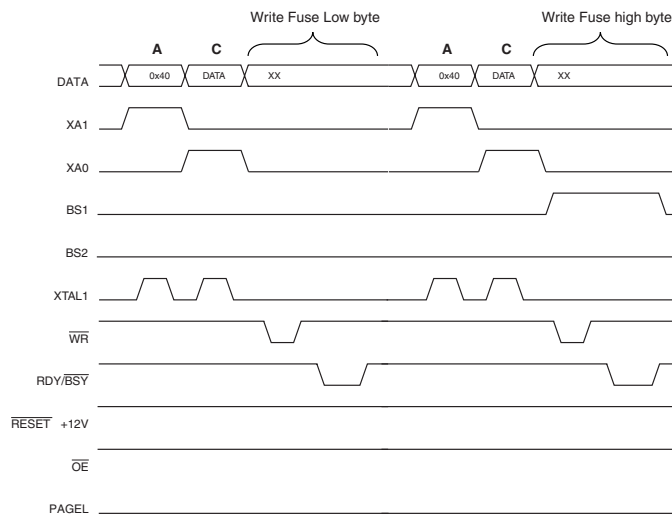 Write Fuse Low byte Write Fuse high byte
A C A C
DATA 0x40 DATA XX 0x40 DATA XX
XA1
XA0
BS1
BS2
XTAL1
WR
RDY/BSY
RESET +12V
OE
PAGEL